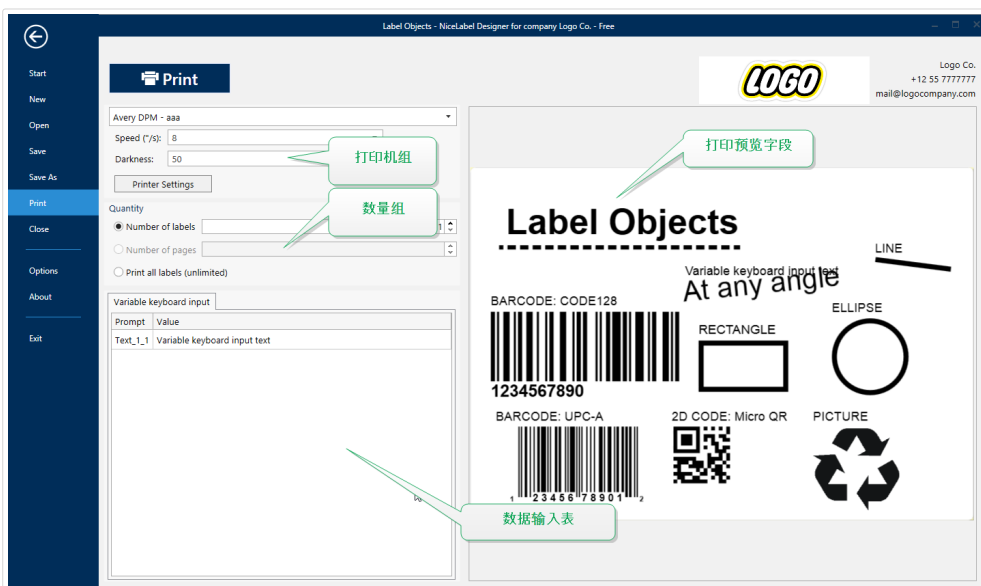 Label Objects - NiceLabel Designer for company Logo Co. - Free
Start
New
Open
Save
Save As
Print
Close
Options
About
Exit
Print
LOGO
Logo Co.
+12 55 7777777
mail@logocompany.com
Avery DPM - aaa
Speed ("/s): 8
Darkness: 50
Printer Settings
打印机组
Quantity
数量组
Number of labels 1
Number of pages
Print all labels (unlimited)
Variable keyboard input
Prompt Value
Text_1_1 Variable keyboard input text
数据输入表
打印预览字段
Label Objects
LINE
Variable keyboard input text
At any angle
BARCODE: CODE128
1234567890
RECTANGLE
ELLIPSE
BARCODE: UPC-A
1 23456 78901 2
2D CODE: Micro QR
PICTURE